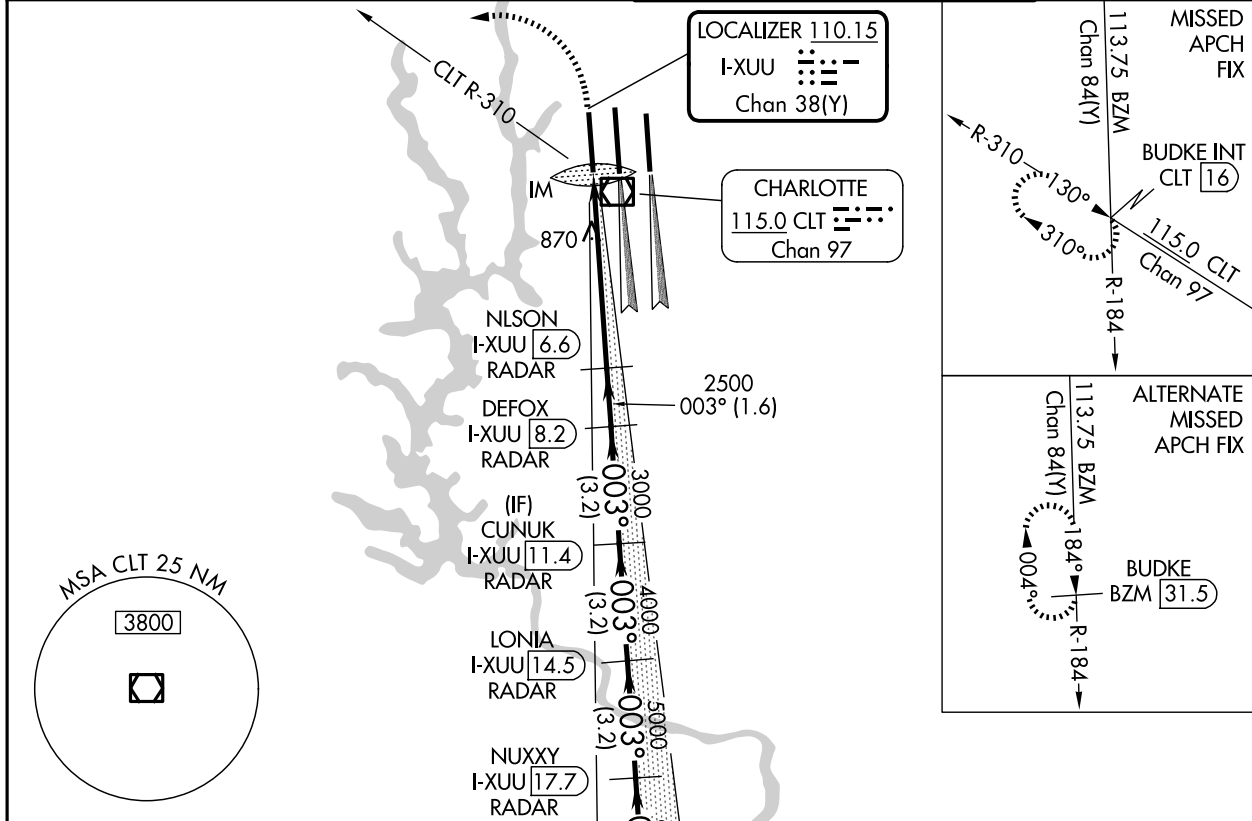 CLT R-310
LOCALIZER 110.15
I-XUU
Chan 38(Y)
IM
CHARLOTTE
115.0 CLT
Chan 97
870
NLSON
I-XUU 6.6
RADAR
2500
003° (1.6)
DEFOX
I-XUU 8.2
RADAR
003°
(3.2)
3000
(IF)
CUNUK
I-XUU 11.4
RADAR
003°
(3.2)
4000
LONIA
I-XUU 14.5
RADAR
003°
(3.2)
5000
NUXXY
I-XUU 17.7
RADAR
MSA CLT 25 NM
3800
MISSED
APCH
FIX
113.75 BZM
Chan 84(Y)
R-310
130°
310°
BUDKE INT
CLT 16
115.0 CLT
Chan 97
R-184
ALTERNATE
MISSED
APCH FIX
113.75 BZM
Chan 84(Y)
184°
004°
BUDKE
BZM 31.5
R-184